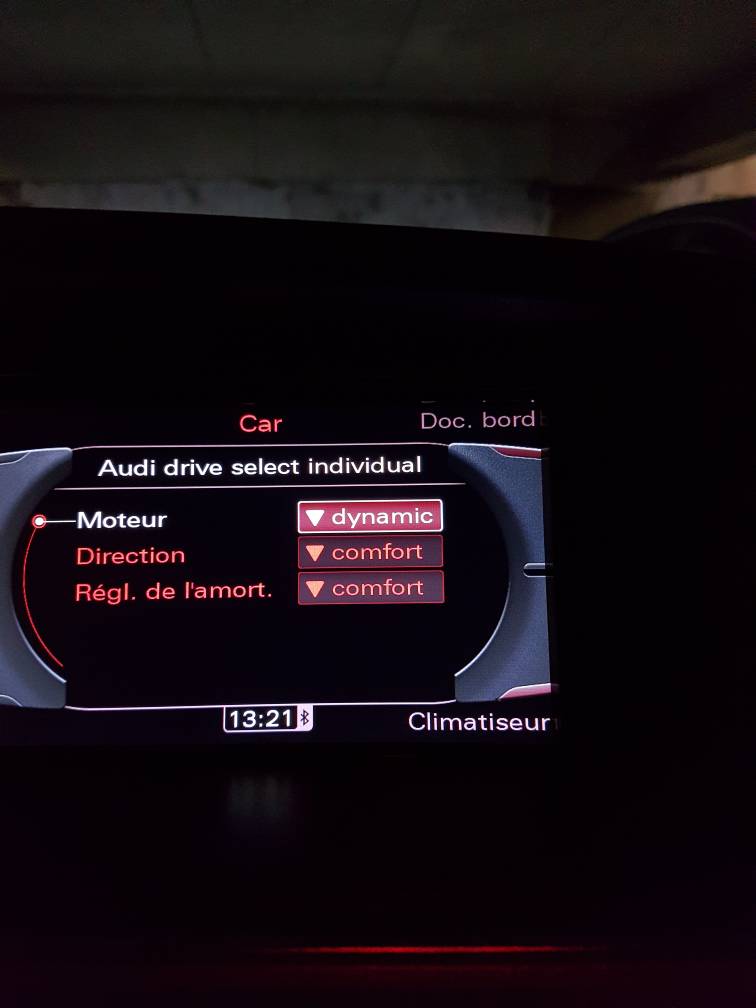 Car Doc. bord
Audi drive select individual
Moteur dynamic
Direction comfort
Régl. de l'amort. comfort
13:21 Climatiseur